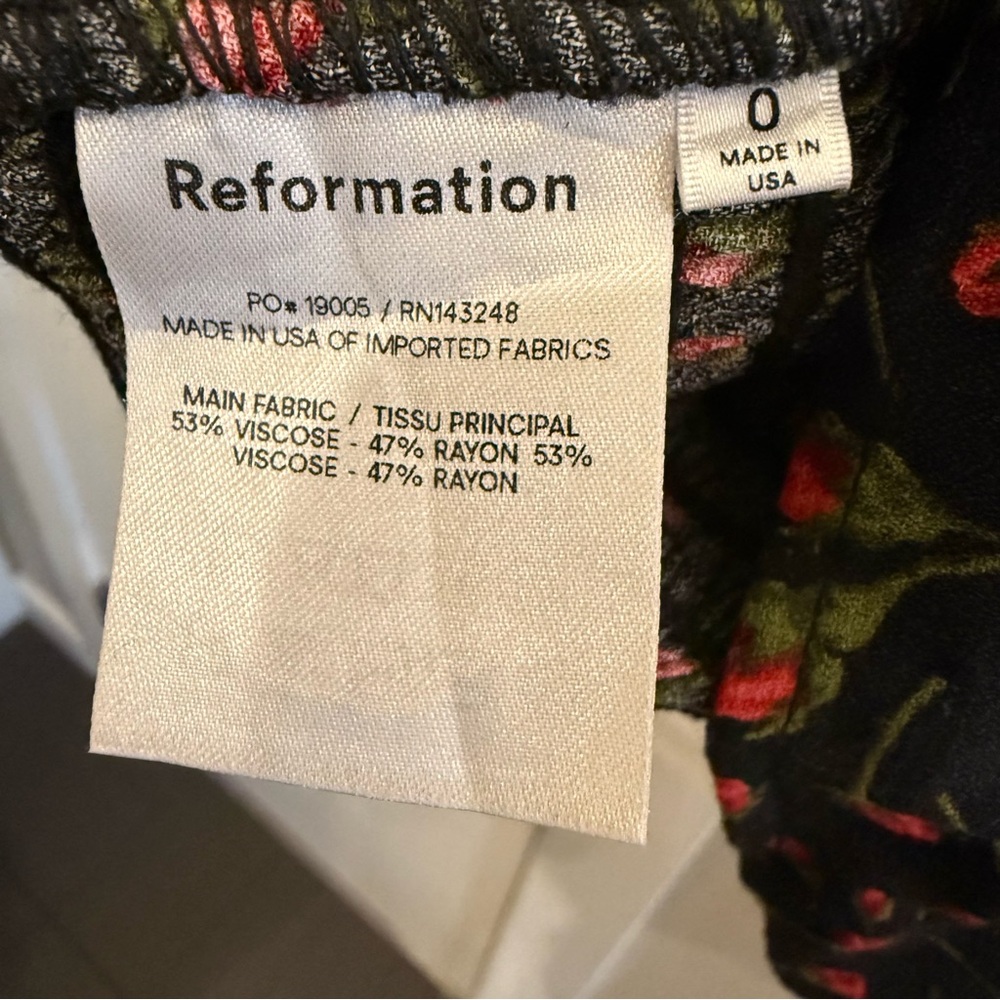 Reformation
PO# 19005 / RN143248
MADE IN USA OF IMPORTED FABRICS
MAIN FABRIC / TISSU PRINCIPAL
53% VISCOSE - 47% RAYON 53%
VISCOSE - 47% RAYON
0
MADE IN
USA